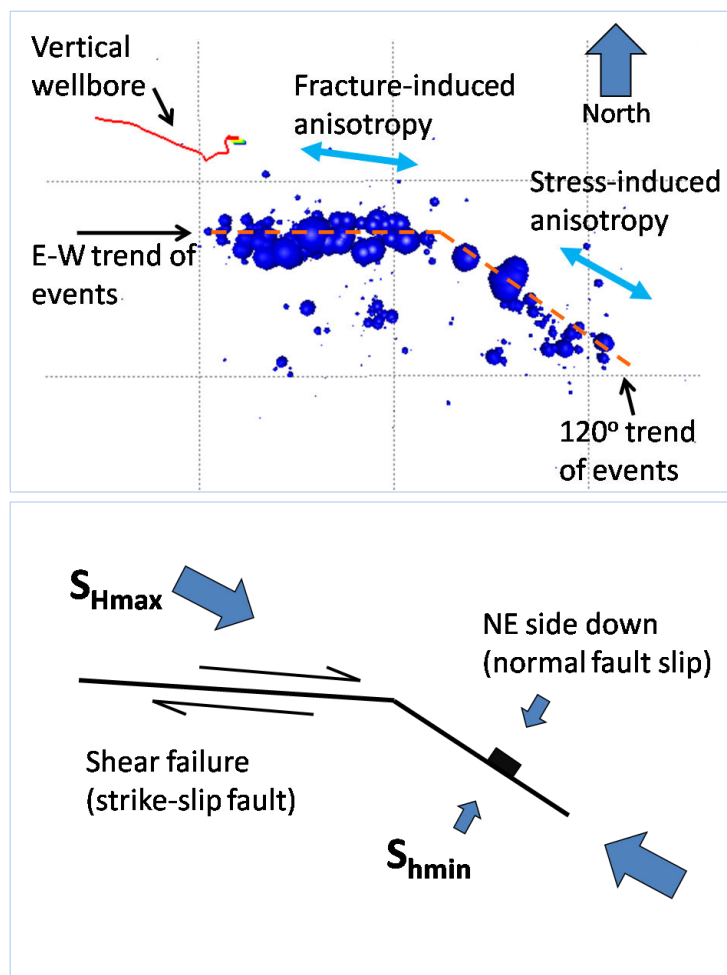 Vertical
wellbore
Fracture-induced
anisotropy
North
Stress-induced
anisotropy
E-W trend of
events
120º trend
of events
SHmax
NE side down
(normal fault slip)
Shear failure
(strike-slip fault)
Shmin